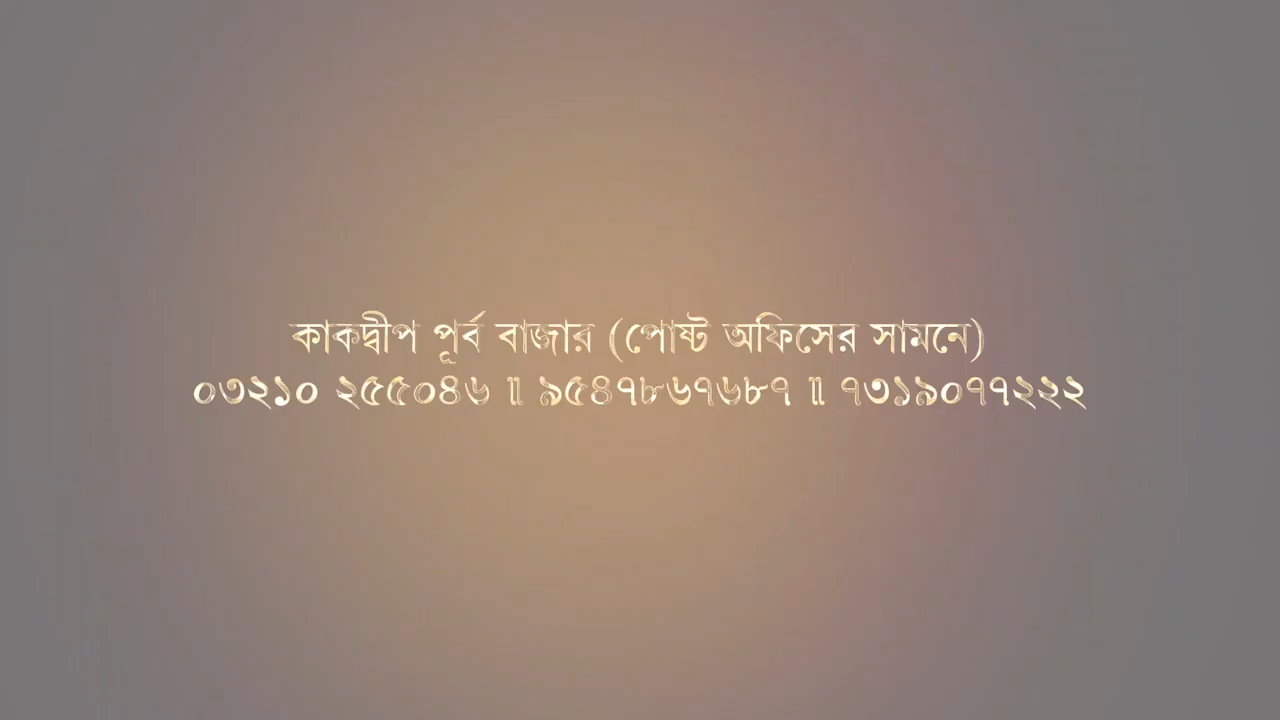 কাকদ্বীপ পূর্ব বাজার (পোষ্ট অফিসের সামনে)
০৩২১০ ২৫৫০৪৬ ॥ ৯৫৪৭৮৬৭৬৮৭ ॥ ৭৩১৯০৭৭২২২